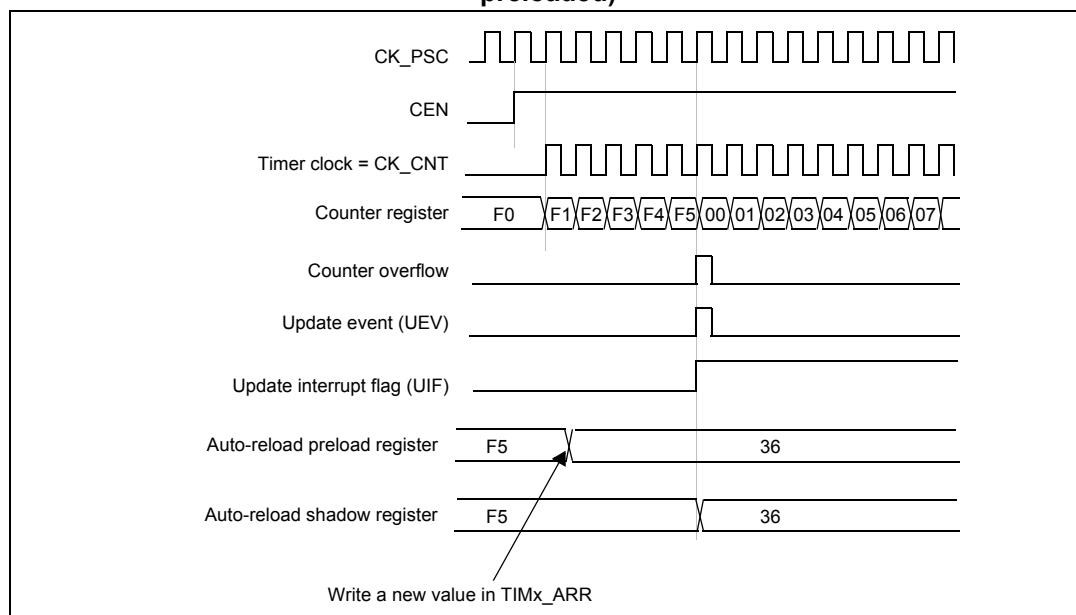 preloaded)
CK_PSC
CEN
Timer clock = CK_CNT
Counter register F0 F1 F2 F3 F4 F5 00 01 02 03 04 05 06 07
Counter overflow
Update event (UEV)
Update interrupt flag (UIF)
Auto-reload preload register F5 36
Auto-reload shadow register F5 36
Write a new value in TIMx_ARR